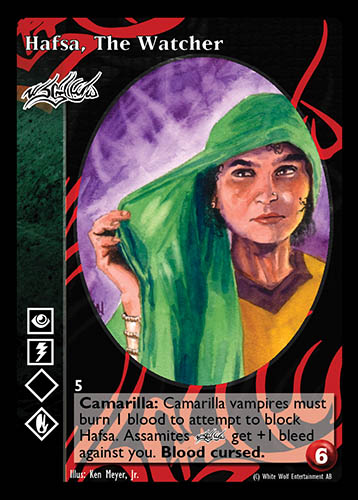 Hafsa, The Watcher
5
Camarilla: Camarilla vampires must
burn 1 blood to attempt to block
Hafsa. Assamites get +1 bleed
against you. Blood cursed.
6
Illus: Ken Meyer, Jr.
(C) White Wolf Entertainment AB